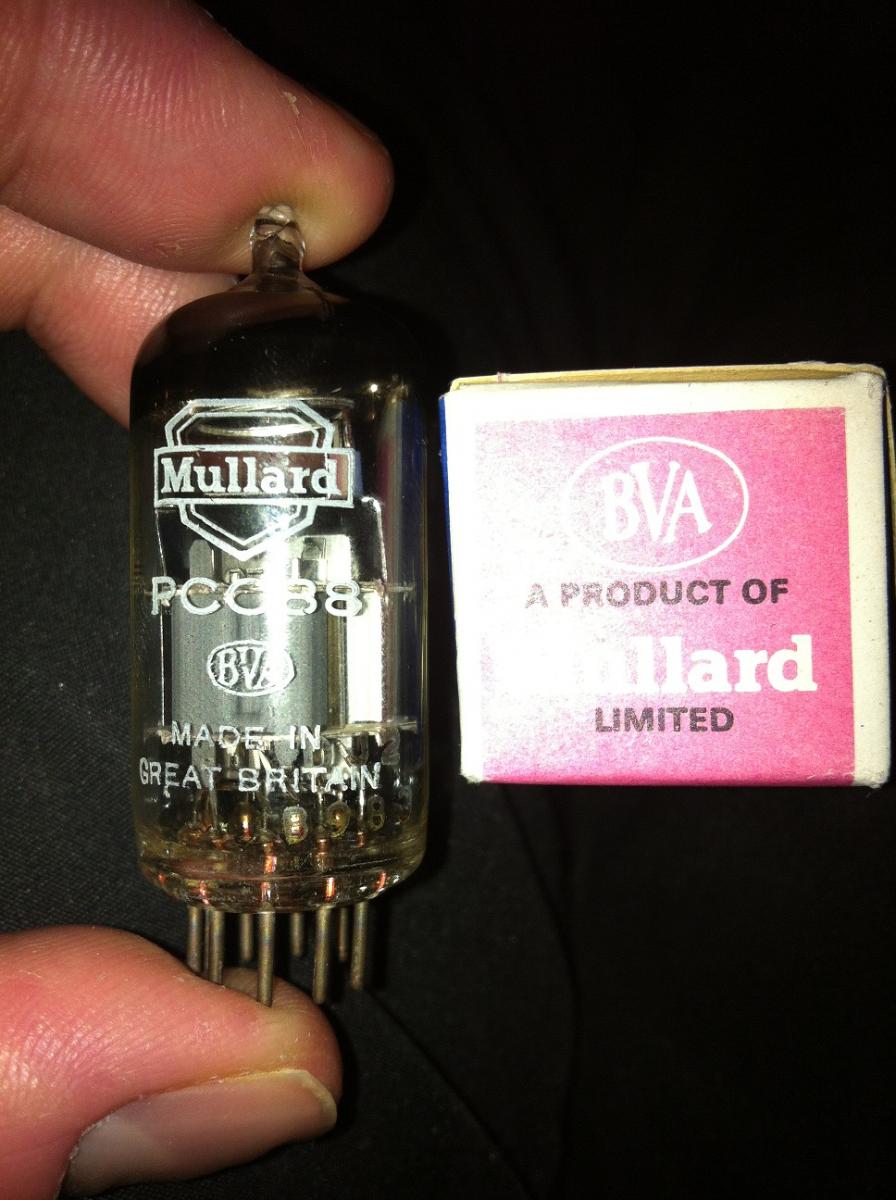 Mullard
PCC88
BVA
MADE IN
GREAT BRITAIN
BVA
A PRODUCT OF
Mullard
LIMITED